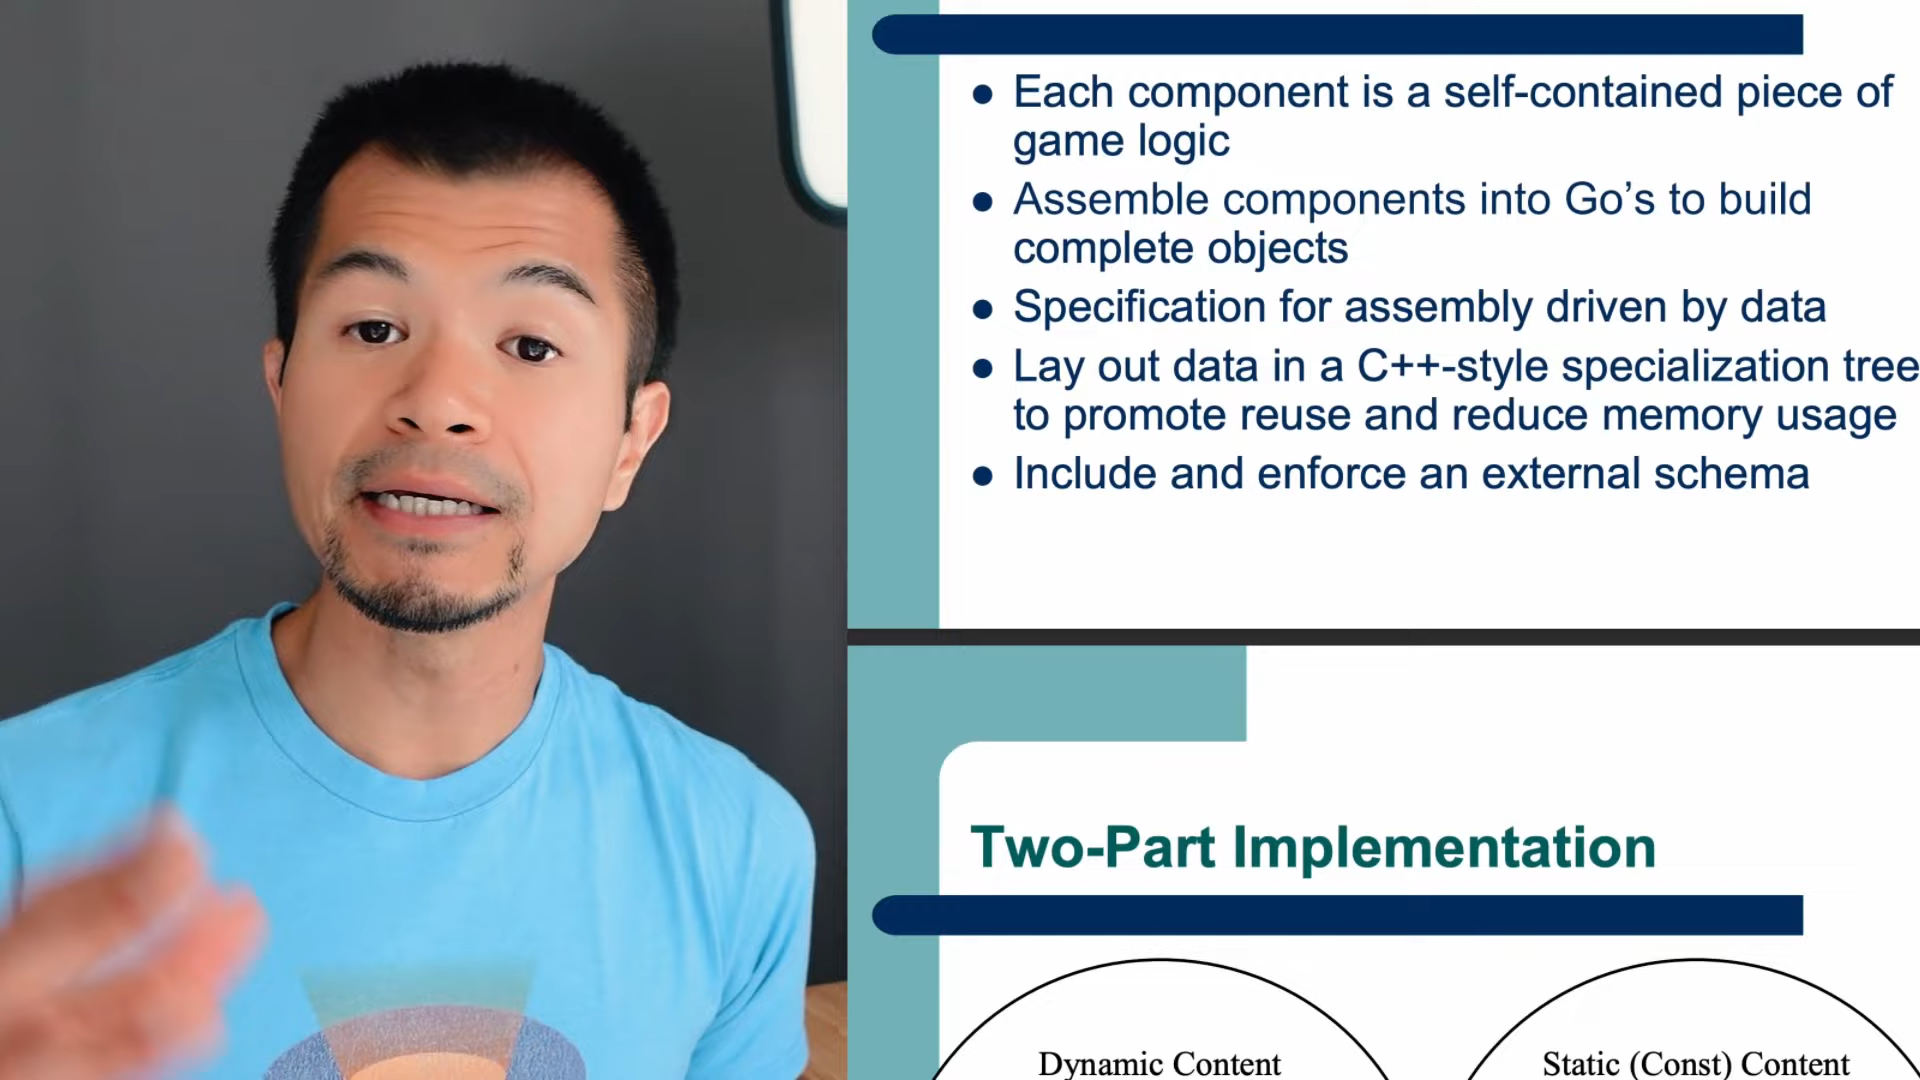 ● Each component is a self-contained piece of
game logic
● Assemble components into Go’s to build
complete objects
● Specification for assembly driven by data
● Lay out data in a C++-style specialization tree
to promote reuse and reduce memory usage
● Include and enforce an external schema
Two-Part Implementation
Dynamic Content
Static (Const) Content